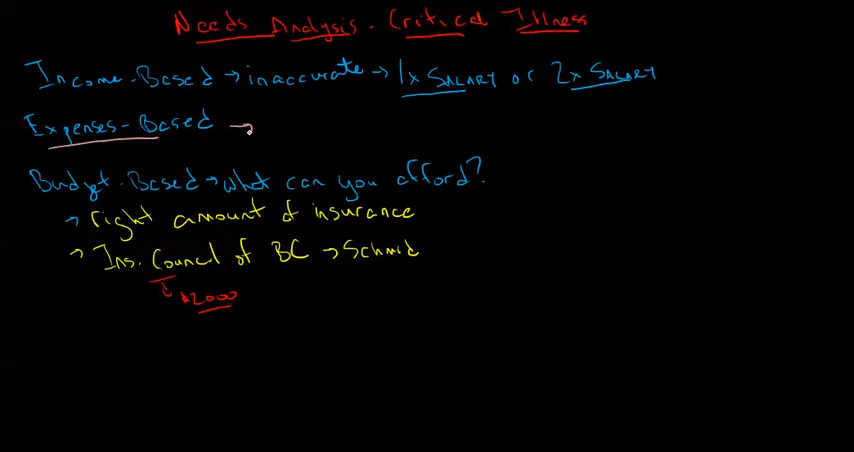 Needs Analysis - Critical Illness
Income-Based → inaccurate → 1x SALARY or 2x SALARY
Expenses-Based →
Budget-Based → What can you afford?
→ right amount of insurance
→ Ins. Council of BC → Schmid
↳ $2000